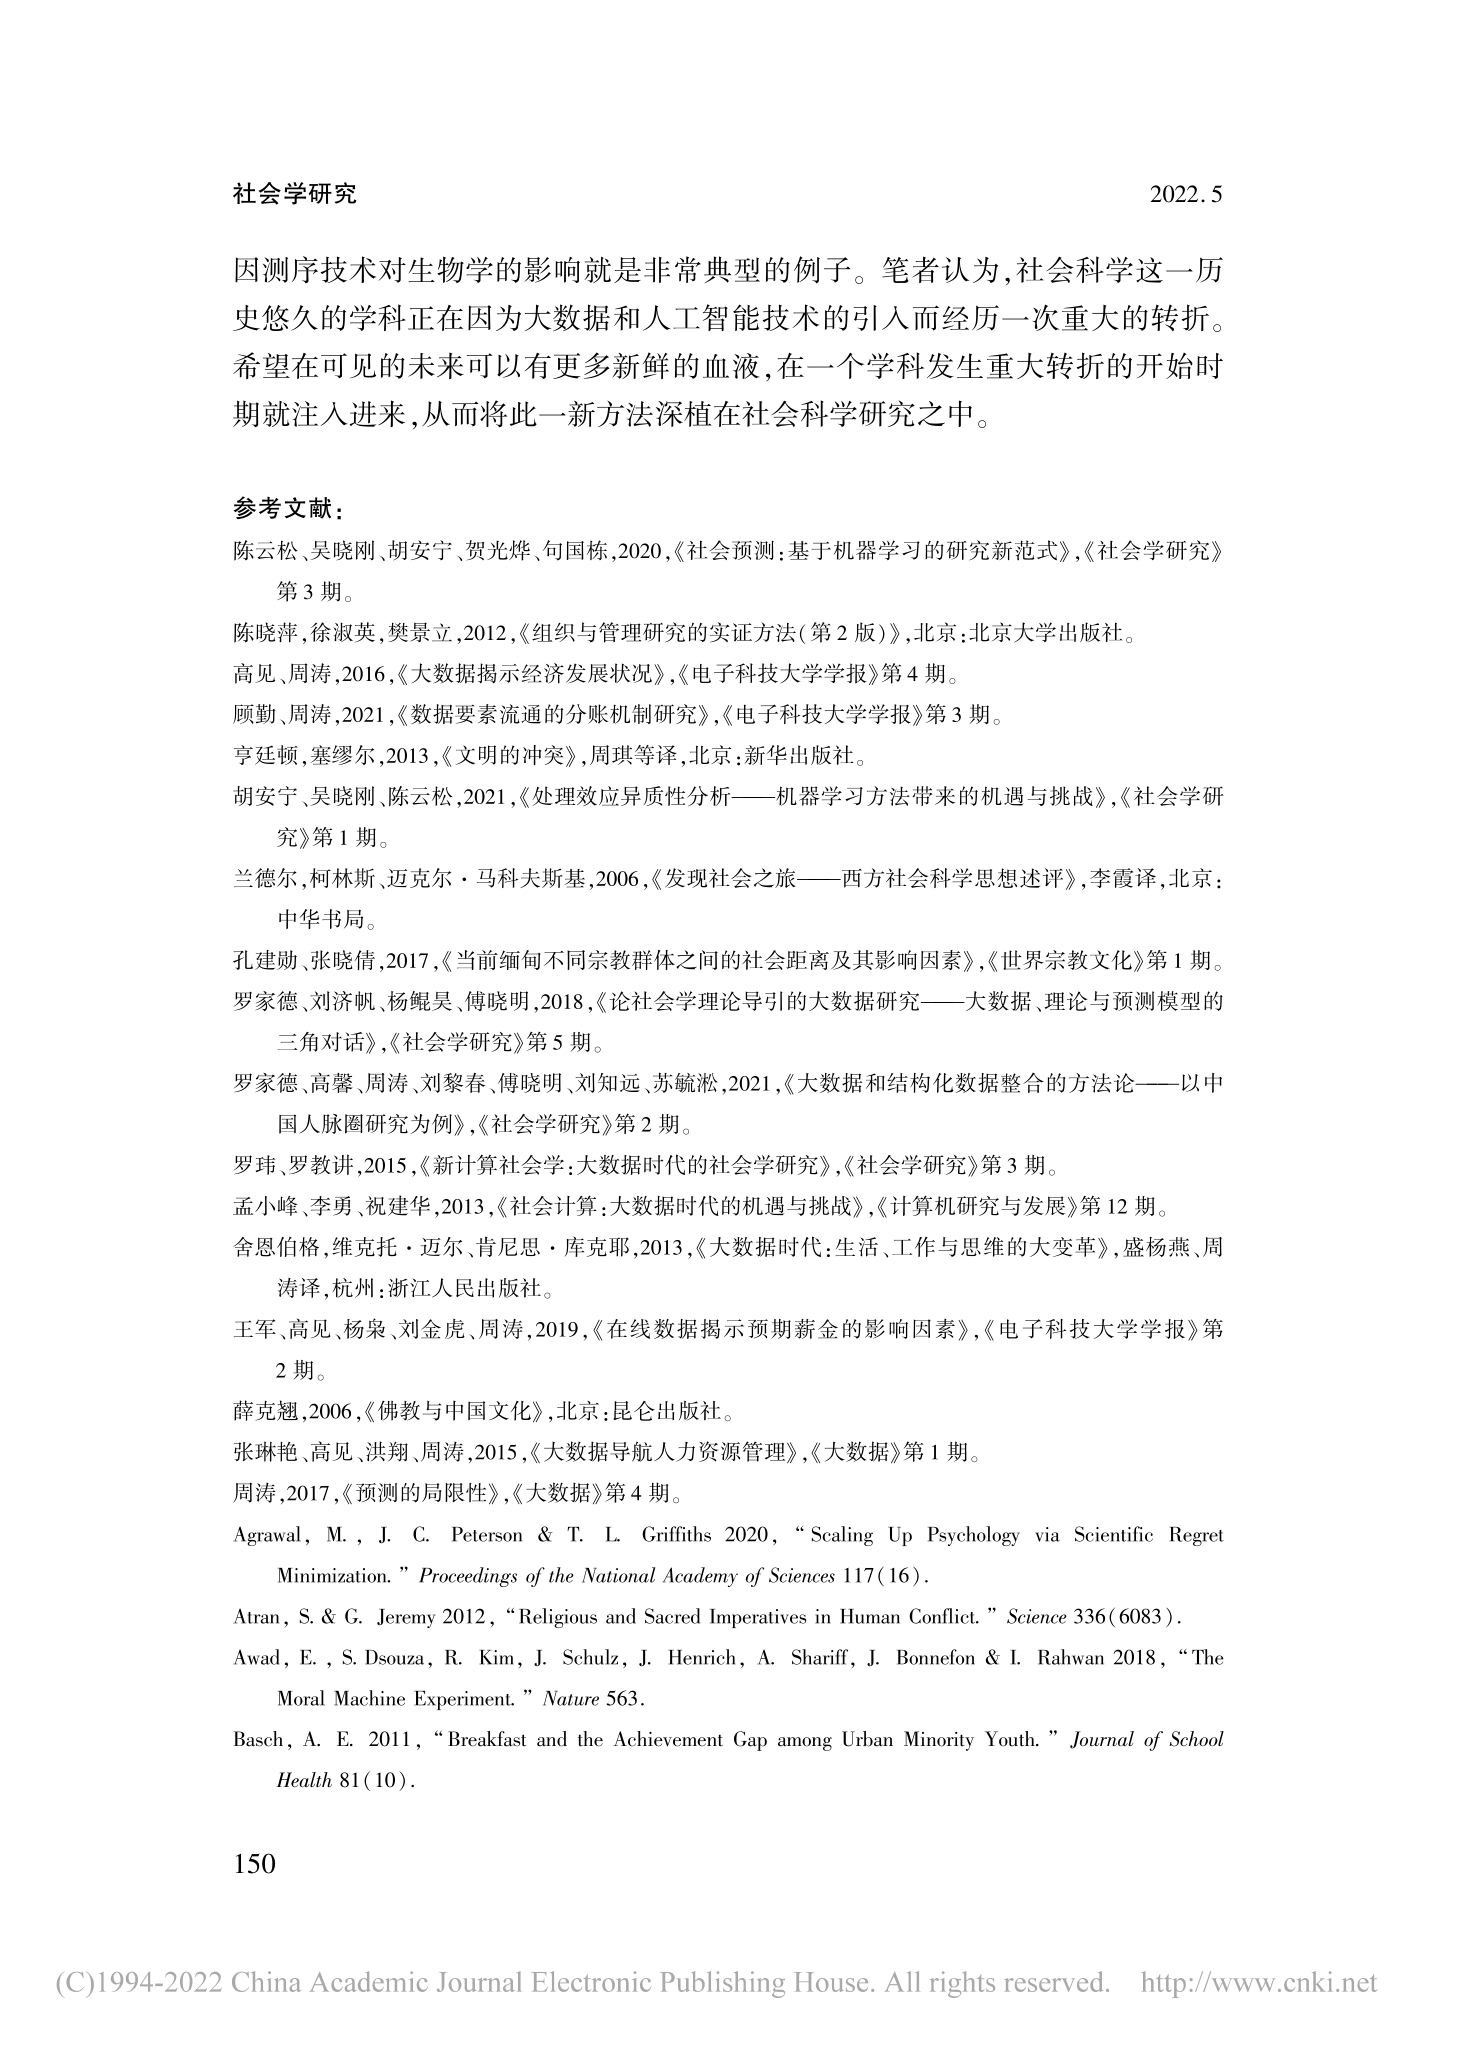 社会学研究 2022.5
因测序技术对生物学的影响就是非常典型的例子。笔者认为,社会科学这一历
史悠久的学科正在因为大数据和人工智能技术的引入而经历一次重大的转折。
希望在可见的未来可以有更多新鲜的血液,在一个学科发生重大转折的开始时
期就注入进来,从而将此一新方法深植在社会科学研究之中。
参考文献:
陈云松、吴晓刚、胡安宁、贺光烨、句国栋,2020,《社会预测:基于机器学习的研究新范式》,《社会学研究》
第 3 期。
陈晓萍,徐淑英,樊景立,2012,《组织与管理研究的实证方法(第 2 版)》,北京:北京大学出版社。
高见、周涛,2016,《大数据揭示经济发展状况》,《电子科技大学学报》第 4 期。
顾勤、周涛,2021,《数据要素流通的分账机制研究》,《电子科技大学学报》第 3 期。
亨廷顿,塞缪尔,2013,《文明的冲突》,周琪等译,北京:新华出版社。
胡安宁、吴晓刚、陈云松,2021,《处理效应异质性分析——机器学习方法带来的机遇与挑战》,《社会学研
究》第 1 期。
兰德尔,柯林斯、迈克尔·马科夫斯基,2006,《发现社会之旅——西方社会科学思想述评》,李霞译,北京:
中华书局。
孔建勋、张晓倩,2017,《当前缅甸不同宗教群体之间的社会距离及其影响因素》,《世界宗教文化》第 1 期。
罗家德、刘济帆、杨鲲昊、傅晓明,2018,《论社会学理论导引的大数据研究——大数据、理论与预测模型的
三角对话》,《社会学研究》第 5 期。
罗家德、高馨、周涛、刘黎春、傅晓明、刘知远、苏毓淞,2021,《大数据和结构化数据整合的方法论——以中
国人脉圈研究为例》,《社会学研究》第 2 期。
罗玮、罗教讲,2015,《新计算社会学:大数据时代的社会学研究》,《社会学研究》第 3 期。
孟小峰、李勇、祝建华,2013,《社会计算:大数据时代的机遇与挑战》,《计算机研究与发展》第 12 期。
舍恩伯格,维克托·迈尔、肯尼思·库克耶,2013,《大数据时代:生活、工作与思维的大变革》,盛杨燕、周
涛译,杭州:浙江人民出版社。
王军、高见、杨枭、刘金虎、周涛,2019,《在线数据揭示预期薪金的影响因素》,《电子科技大学学报》第
2 期。
薛克翘,2006,《佛教与中国文化》,北京:昆仑出版社。
张琳艳、高见、洪翔、周涛,2015,《大数据导航人力资源管理》,《大数据》第 1 期。
周涛,2017,《预测的局限性》,《大数据》第 4 期。
Agrawal, M., J. C. Peterson & T. L. Griffiths 2020, “Scaling Up Psychology via Scientific Regret
Minimization.” Proceedings of the National Academy of Sciences 117(16).
Atran, S. & G. Jeremy 2012, “Religious and Sacred Imperatives in Human Conflict.” Science 336(6083).
Awad, E., S. Dsouza, R. Kim, J. Schulz, J. Henrich, A. Shariff, J. Bonnefon & I. Rahwan 2018, “The
Moral Machine Experiment.” Nature 563.
Basch, A. E. 2011, “Breakfast and the Achievement Gap among Urban Minority Youth.” Journal of School
Health 81(10).
150
(C)1994-2022 China Academic Journal Electronic Publishing House. All rights reserved. http://www.cnki.net